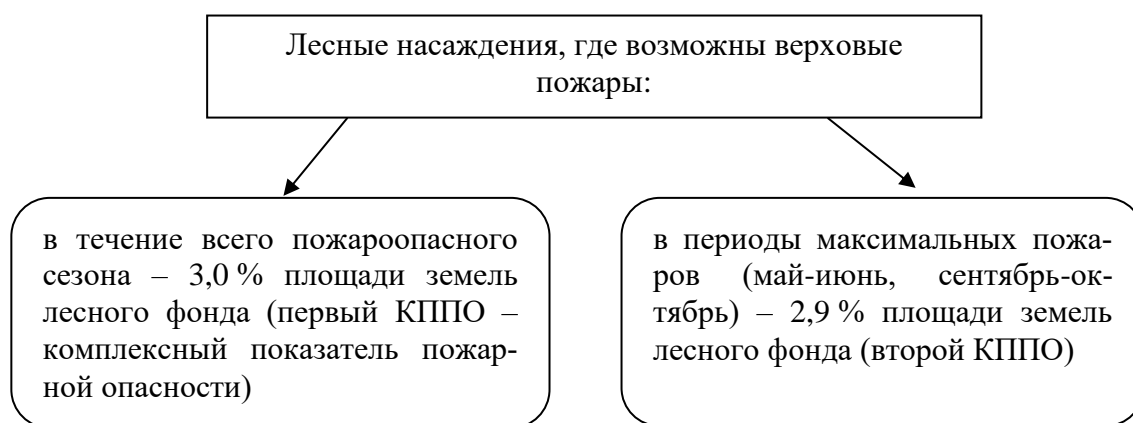 Лесные насаждения, где возможны верховые
пожары:
в течение всего пожароопасного
сезона – 3,0 % площади земель
лесного фонда (первый КППО –
комплексный показатель пожар-
ной опасности)
в периоды максимальных пожа-
ров (май-июнь, сентябрь-ок-
тябрь) – 2,9 % площади земель
лесного фонда (второй КППО)